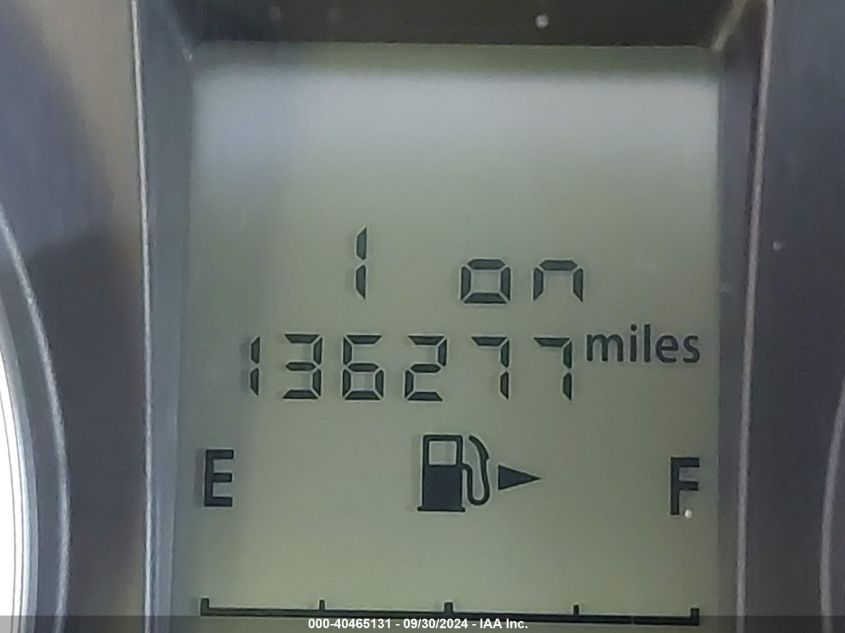 1 on
136277 miles
E F
000-40465131 - 09/30/2024 - IAA Inc.